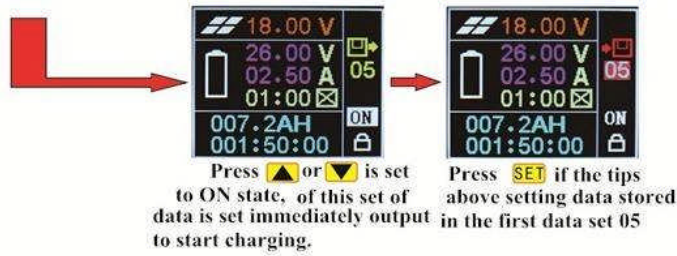 18.00 V
26.00 V
02.50 A
05
01:00
ON
007.2AH
001:50:00
18.00 V
26.00 V
02.50 A
05
01:00
ON
007.2AH
001:50:00
Press ▲ or ▼ is set
to ON state, of this set of
data is set immediately output
to start charging.
Press SET if the tips
above setting data stored
in the first data set 05